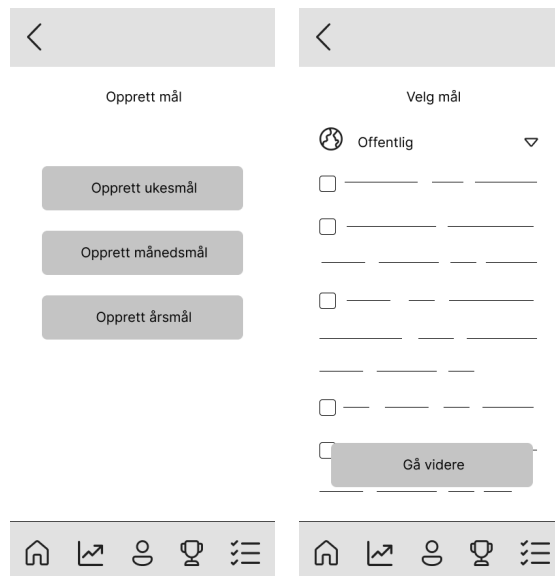 Opprett mål
Opprett ukesmål
Opprett månedsmål
Opprett årsmål
Velg mål
Offentlig
Gå videre